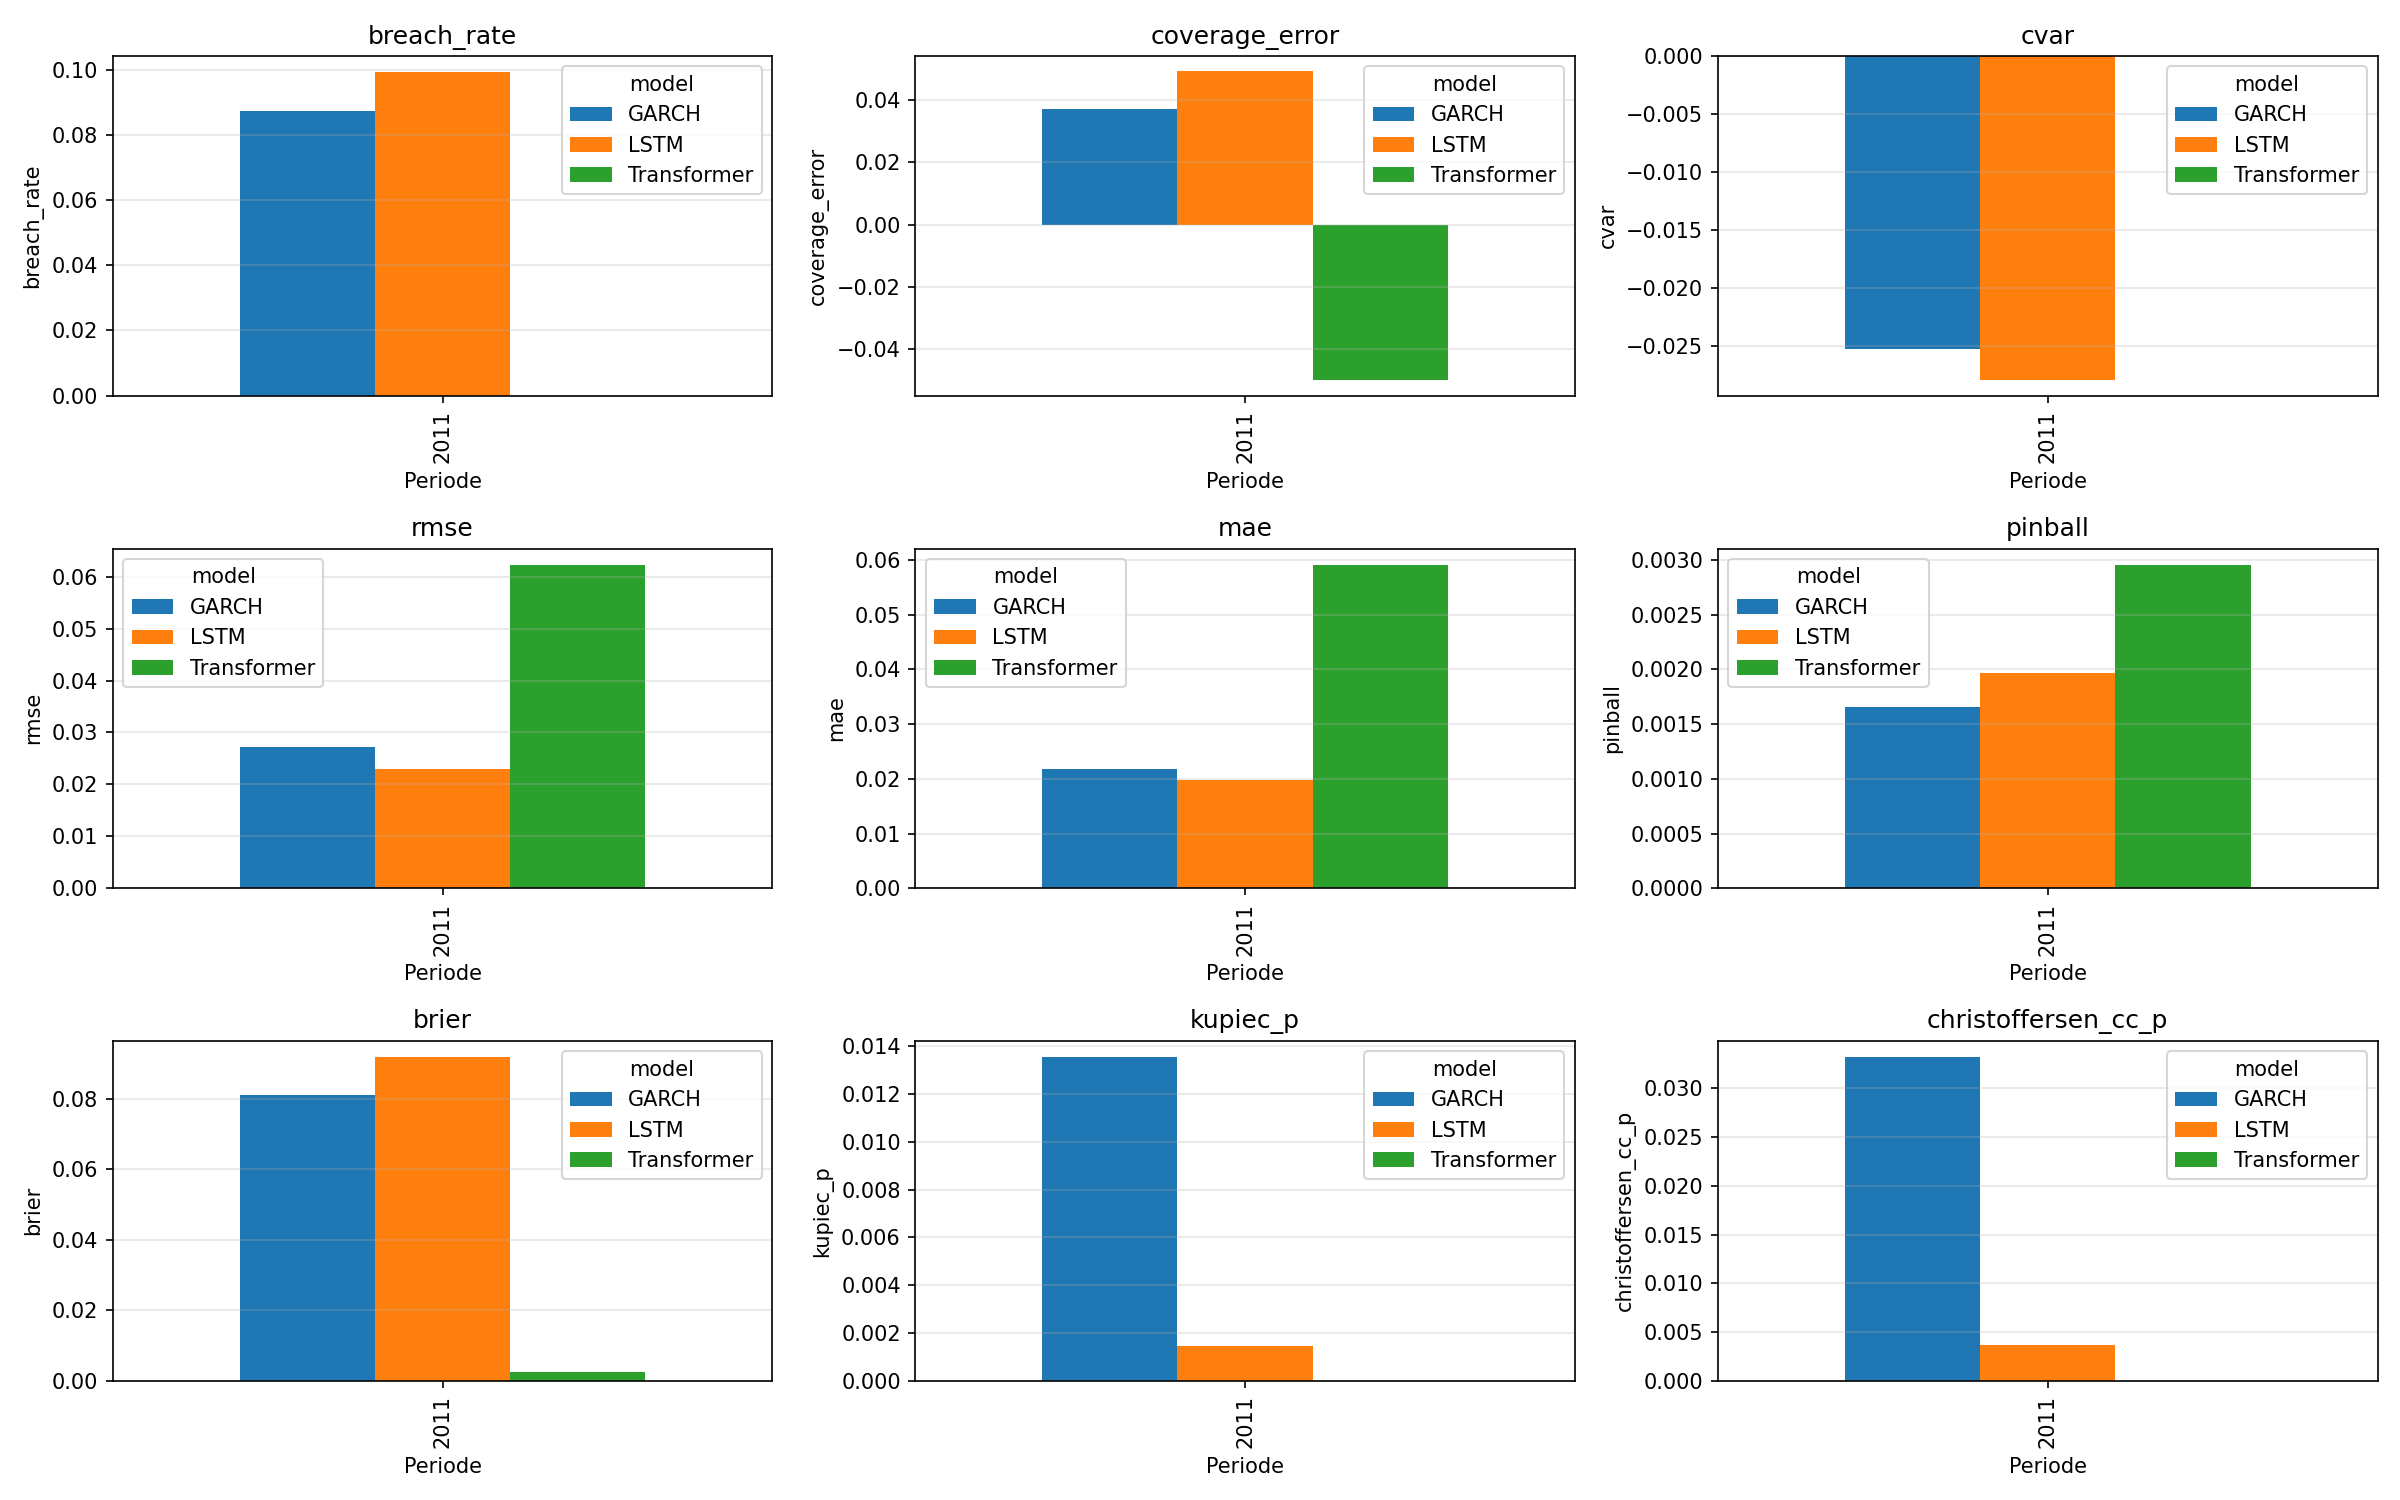 breach_rate
breach_rate
0.10
0.08
0.06
0.04
0.02
0.00
model
GARCH
LSTM
Transformer
2011
Periode
coverage_error
coverage_error
0.04
0.02
0.00
−0.02
−0.04
model
GARCH
LSTM
Transformer
2011
Periode
cvar
cvar
0.000
−0.005
−0.010
−0.015
−0.020
−0.025
model
GARCH
LSTM
Transformer
2011
Periode
rmse
rmse
0.06
0.05
0.04
0.03
0.02
0.01
0.00
model
GARCH
LSTM
Transformer
2011
Periode
mae
mae
0.06
0.05
0.04
0.03
0.02
0.01
0.00
model
GARCH
LSTM
Transformer
2011
Periode
pinball
pinball
0.0030
0.0025
0.0020
0.0015
0.0010
0.0005
0.0000
model
GARCH
LSTM
Transformer
2011
Periode
brier
brier
0.08
0.06
0.04
0.02
0.00
model
GARCH
LSTM
Transformer
2011
Periode
kupiec_p
kupiec_p
0.014
0.012
0.010
0.008
0.006
0.004
0.002
0.000
model
GARCH
LSTM
Transformer
2011
Periode
christoffersen_cc_p
christoffersen_cc_p
0.030
0.025
0.020
0.015
0.010
0.005
0.000
model
GARCH
LSTM
Transformer
2011
Periode